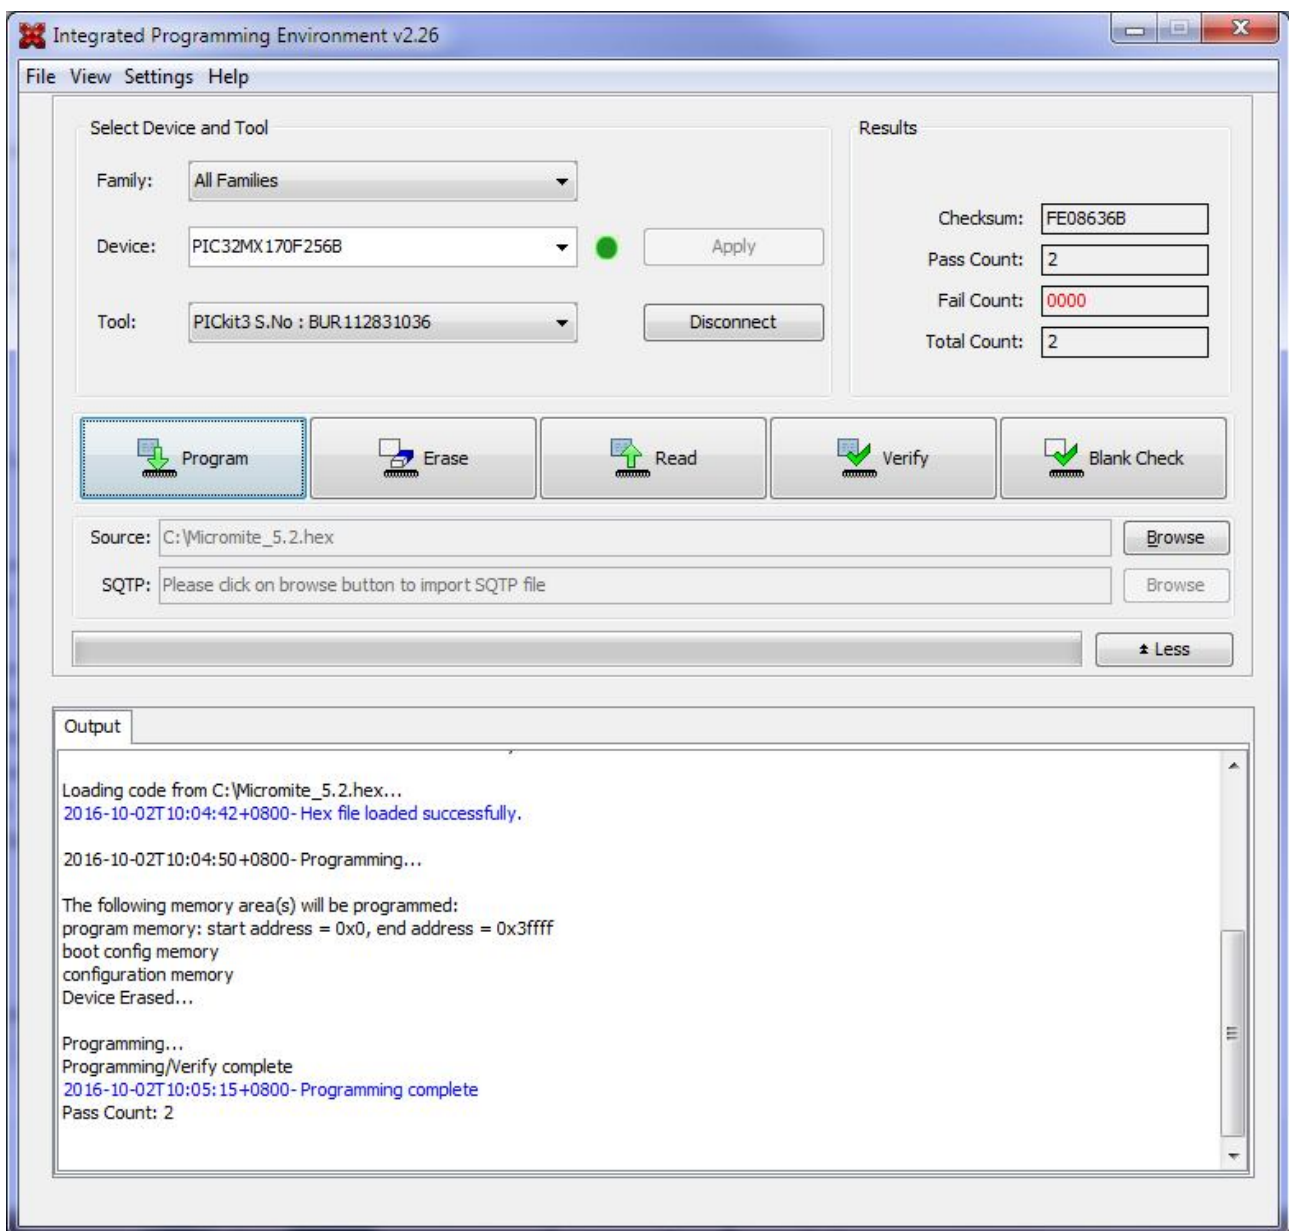 Integrated Programming Environment v2.26
File View Settings Help
Select Device and Tool
Family: All Families
Device: PIC32MX170F256B Apply
Tool: PICkit3 S.No : BUR112831036 Disconnect
Results
Checksum: FE08636B
Pass Count: 2
Fail Count: 0000
Total Count: 2
Program Erase Read Verify Blank Check
Source: C:\Micromite_5.2.hex Browse
SQTP: Please click on browse button to import SQTP file Browse
Less
Output
Loading code from C:\Micromite_5.2.hex...
2016-10-02T10:04:42+0800- Hex file loaded successfully.
2016-10-02T10:04:50+0800- Programming...
The following memory area(s) will be programmed:
program memory: start address = 0x0, end address = 0x3ffff
boot config memory
configuration memory
Device Erased...
Programming...
Programming/Verify complete
2016-10-02T10:05:15+0800- Programming complete
Pass Count: 2